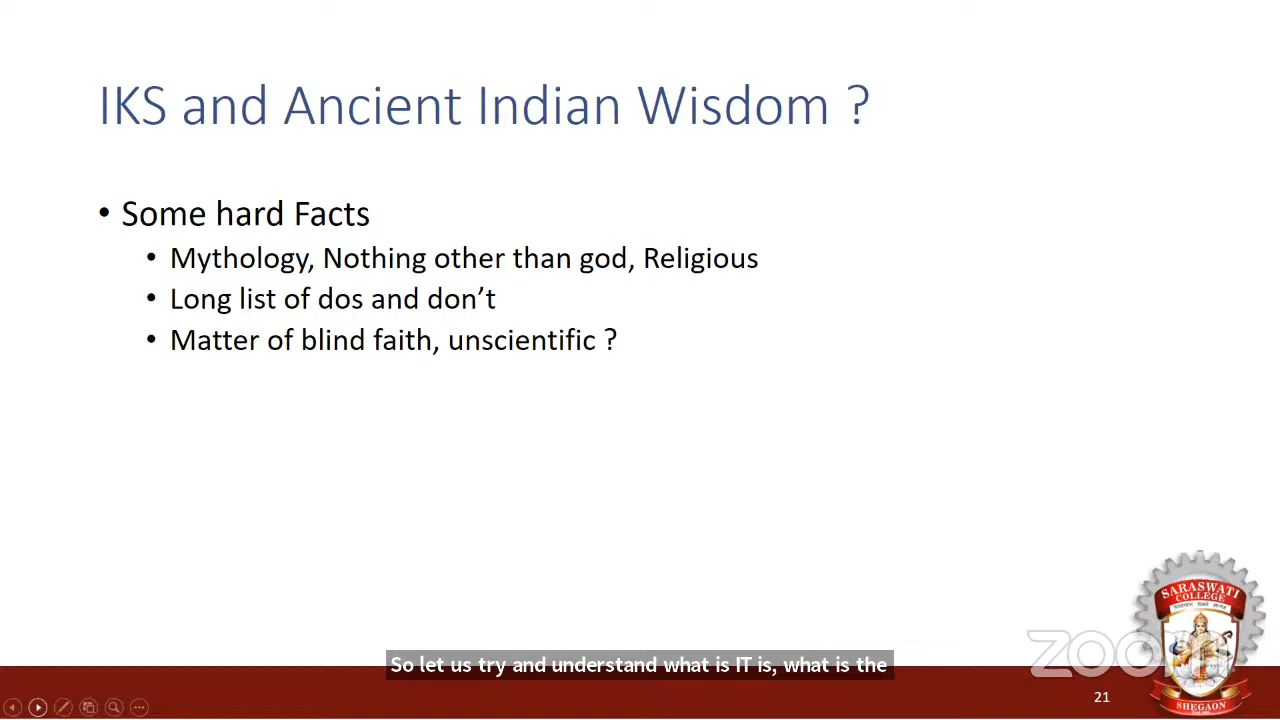 IKS and Ancient Indian Wisdom ?
• Some hard Facts
• Mythology, Nothing other than god, Religious
• Long list of dos and don’t
• Matter of blind faith, unscientific ?
SARASWATI
COLLEGE
zoom
So let us try and understand what is IT is, what is the
21
SHEGAON